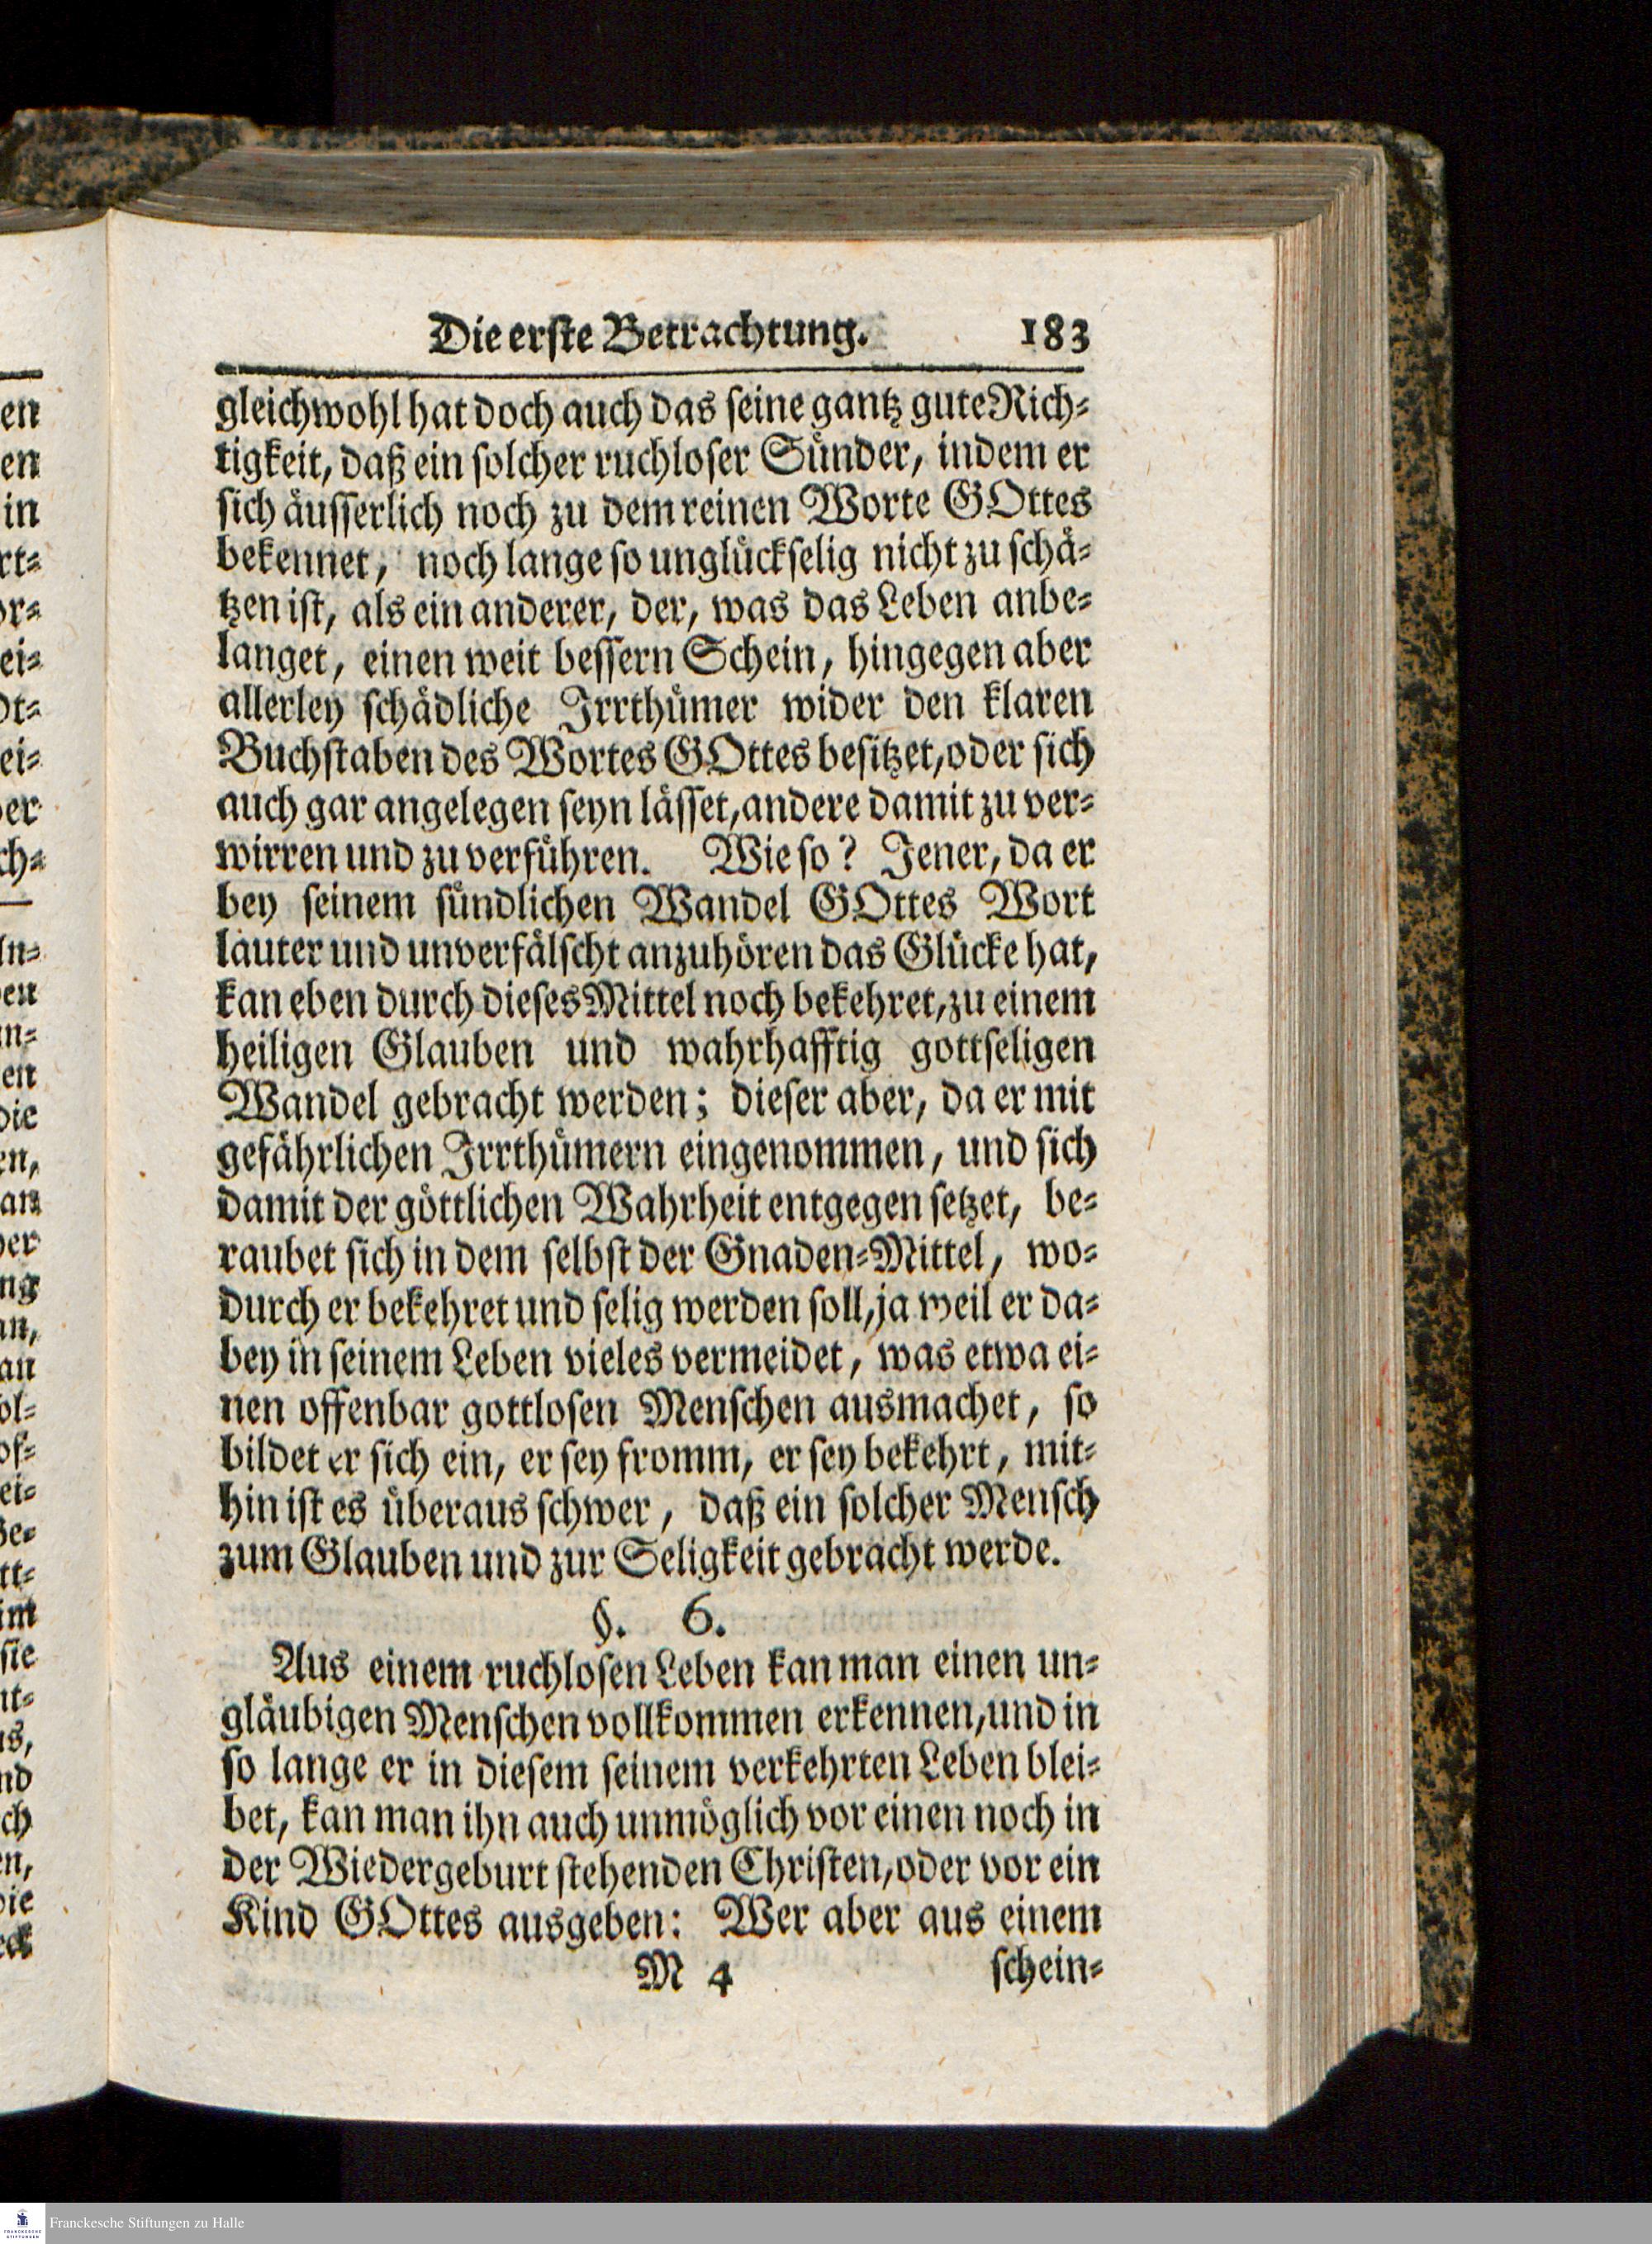 Die erste Betrachtung. 183
gleichwohl hat doch auch das seine gantz gute Rich-
tigkeit, daß ein solcher ruchloser Sünder, indem er
sich äusserlich noch zu dem reinen Worte GOttes
bekennet, noch lange so unglückselig nicht zu schä-
tzen ist, als ein anderer, der, was das Leben anbe-
langet, einen weit bessern Schein, hingegen aber
allerley schädliche Irrthümer wider den klaren
Buchstaben des Wortes GOttes besitzet, oder sich
auch gar angelegen seyn lässet, andere damit zu ver-
wirren und zu verführen. Wie so? Jener, da er
bey seinem sündlichen Wandel GOttes Wort
lauter und unverfälscht anzuhören das Glücke hat,
kan eben durch dieses Mittel noch bekehret, zu einem
heiligen Glauben und wahrhafftig gottseligen
Wandel gebracht werden; dieser aber, da er mit
gefährlichen Irrthümern eingenommen, und sich
damit der göttlichen Wahrheit entgegen setzet, be-
raubet sich in dem selbst der Gnaden-Mittel, wo-
durch er bekehret und selig werden soll, ja weil er da-
bey in seinem Leben vieles vermeidet, was etwa ei-
nen offenbar gottlosen Menschen ausmachet, so
bildet er sich ein, er sey fromm, er sey bekehrt, mit-
hin ist es überaus schwer, daß ein solcher Mensch
zum Glauben und zur Seligkeit gebracht werde.
§. 6.
Aus einem ruchlosen Leben kan man einen un-
gläubigen Menschen vollkommen erkennen, und in
so lange er in diesem seinem verkehrten Leben blei-
bet, kan man ihn auch unmöglich vor einen noch in
der Wiedergeburt stehenden Christen, oder vor ein
Kind GOttes ausgeben: Wer aber aus einem
M 4 schein-
Franckesche Stiftungen zu Halle